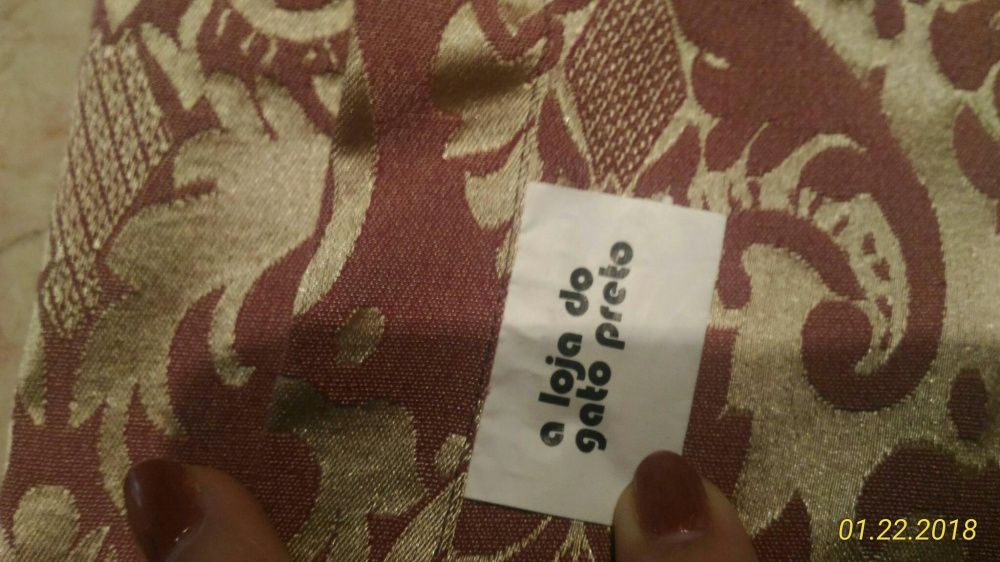 a loja do
gato preto
01.22.2018